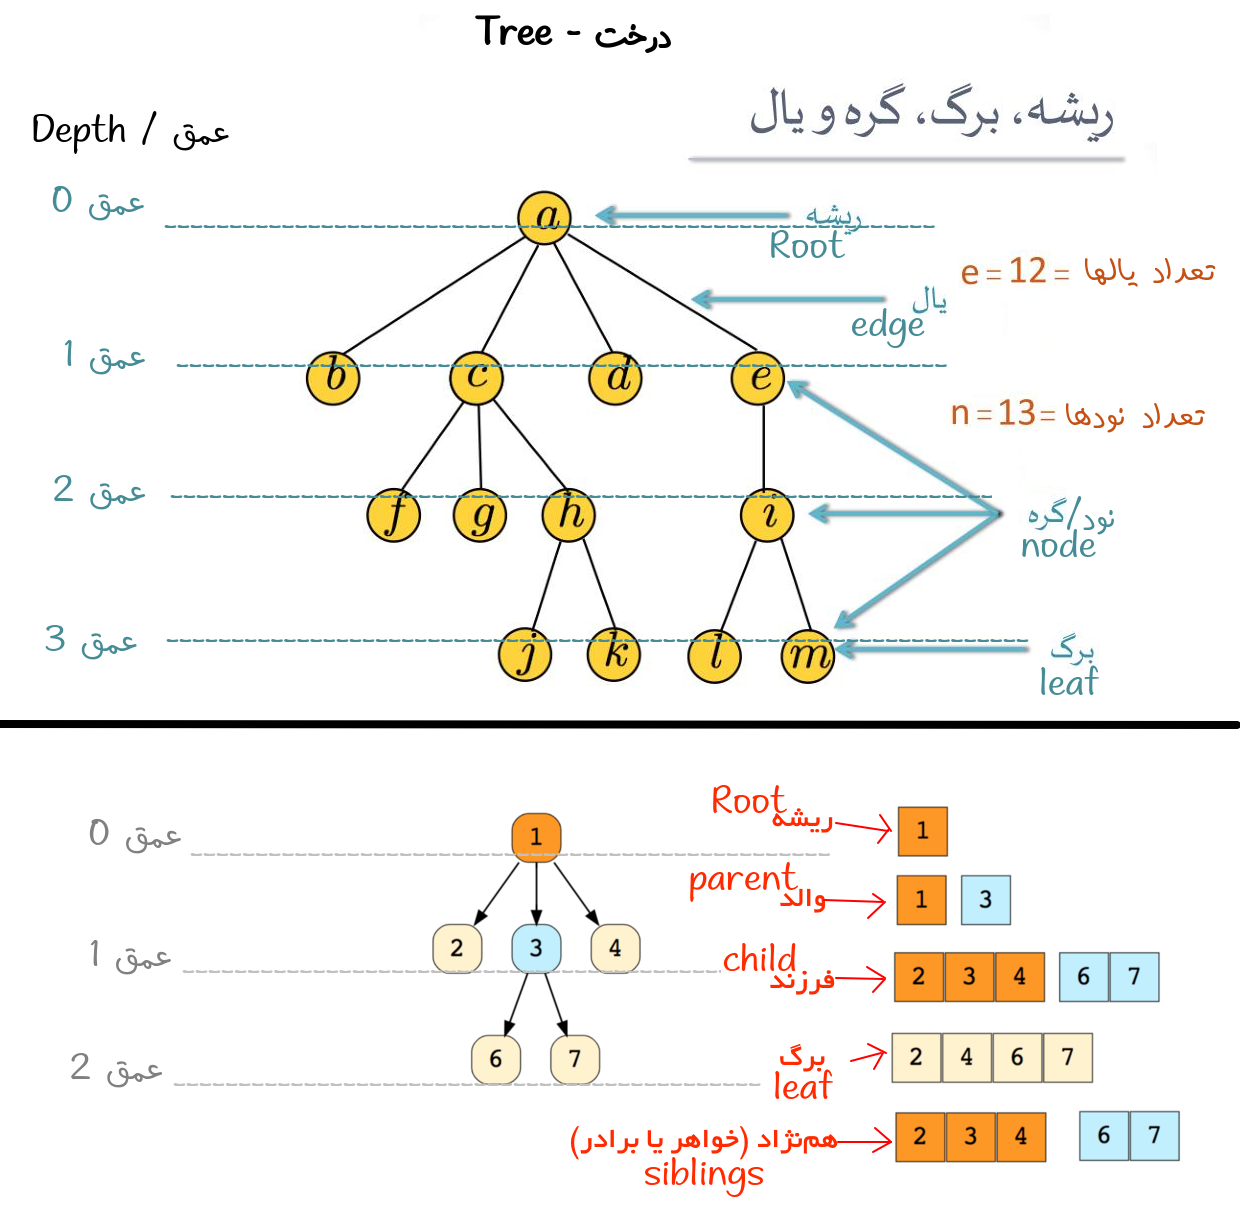 درخت - Tree
ریشه، برگ، گره و یال
Depth / عمق
عمق 0
a
ریشه
Root
تعداد یالها = e = 12
یال
edge
عمق 1
b c d e
تعداد نودها = n = 13
عمق 2
f g h i
نود/گره
node
عمق 3
j k l m
برگ
leaf
Root
ریشه
1
عمق 0
1
parent
والد
1 3
عمق 1
2 3 4
child
فرزند
2 3 4 6 7
عمق 2
6 7
برگ
leaf
2 4 6 7
هم‌نژاد (خواهر یا برادر)
siblings
2 3 4 6 7